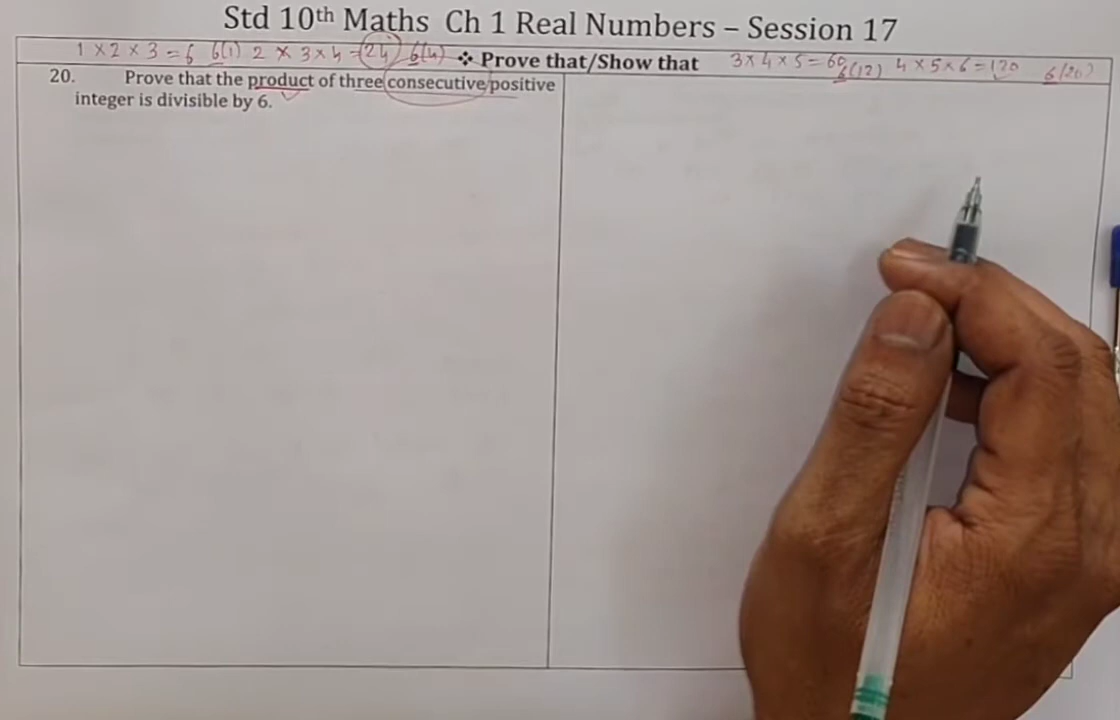 Std 10th Maths Ch 1 Real Numbers – Session 17
1 × 2 × 3 = 6 6(1) 2 × 3 × 4 = 24 6(4) ❖ Prove that/Show that 3 × 4 × 5 = 60 6(12) 4 × 5 × 6 = 120 6(20)
20. Prove that the product of three consecutive positive
integer is divisible by 6.